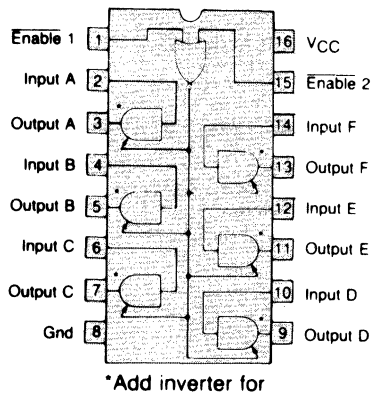 Enable 1 1
Input A 2
Output A 3
Input B 4
Output B 5
Input C 6
Output C 7
Gnd 8
16 VCC
15 Enable 2
14 Input F
13 Output F
12 Input E
11 Output E
10 Input D
9 Output D
*
*
*
*
*
*
*Add inverter for